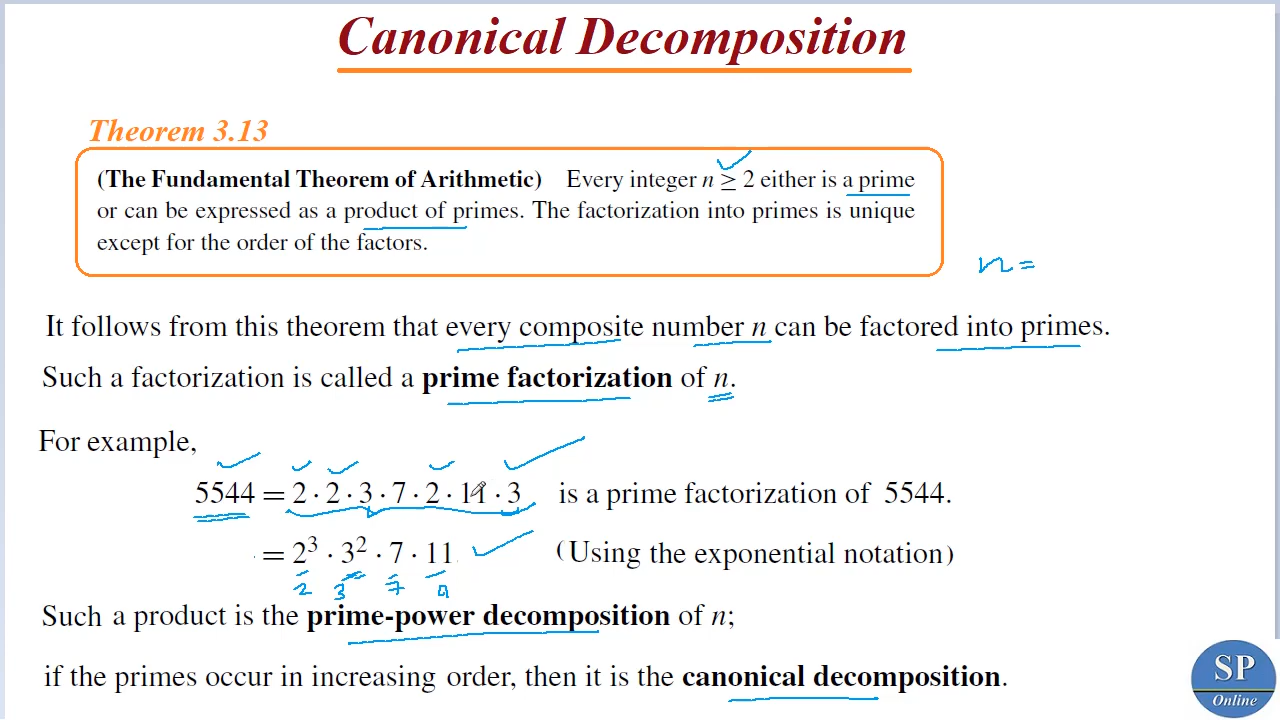 Canonical Decomposition
Theorem 3.13
(The Fundamental Theorem of Arithmetic) Every integer n ≥ 2 either is a prime
or can be expressed as a product of primes. The factorization into primes is unique
except for the order of the factors.
n =
It follows from this theorem that every composite number n can be factored into primes.
Such a factorization is called a prime factorization of n.
For example,
5544 = 2 · 2 · 3 · 7 · 2 · 11 · 3 is a prime factorization of 5544.
= 2³ · 3² · 7 · 11 (Using the exponential notation)
2 3 7
Such a product is the prime-power decomposition of n;
if the primes occur in increasing order, then it is the canonical decomposition.
SP
Online